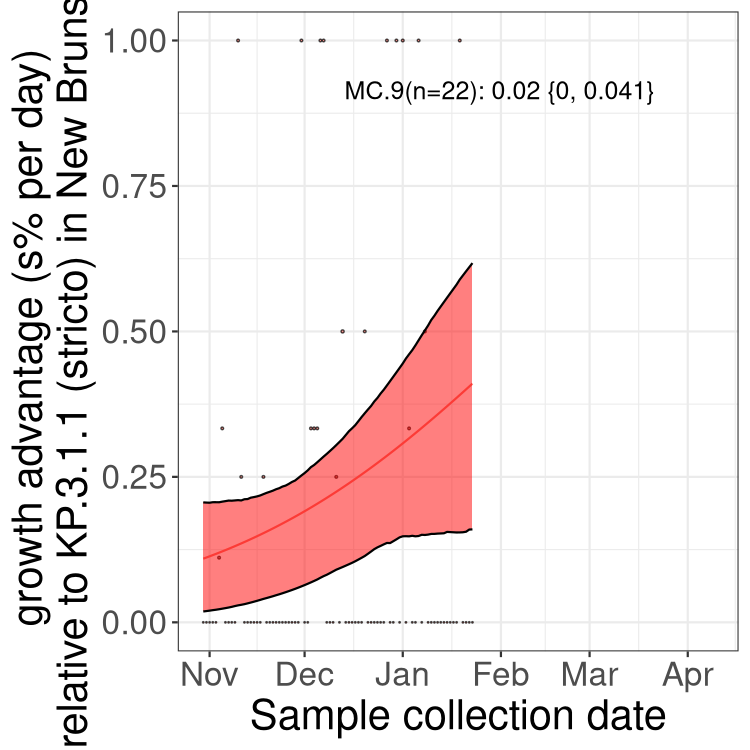 growth advantage (s% per day)
relative to KP.3.1.1 (stricto) in New Bruns
1.00
0.75
0.50
0.25
0.00
MC.9(n=22): 0.02 {0, 0.041}
Nov Dec Jan Feb Mar Apr
Sample collection date